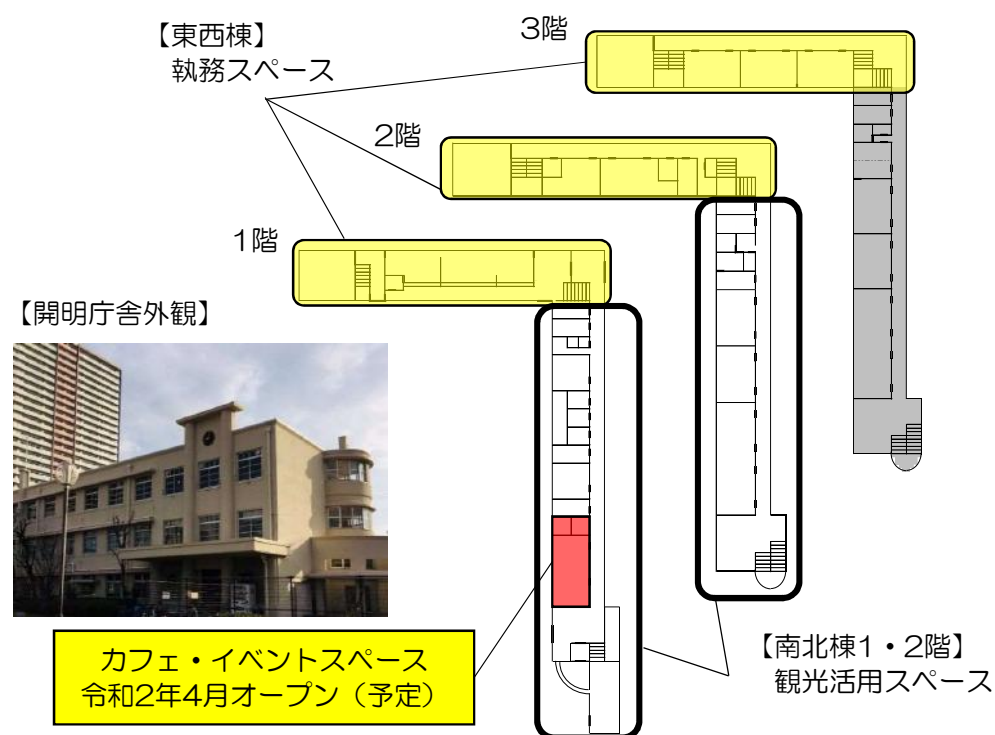 【東西棟】
執務スペース
3階
2階
1階
【開明庁舎外観】
カフェ・イベントスペース
令和2年4月オープン（予定）
【南北棟1・2階】
観光活用スペース